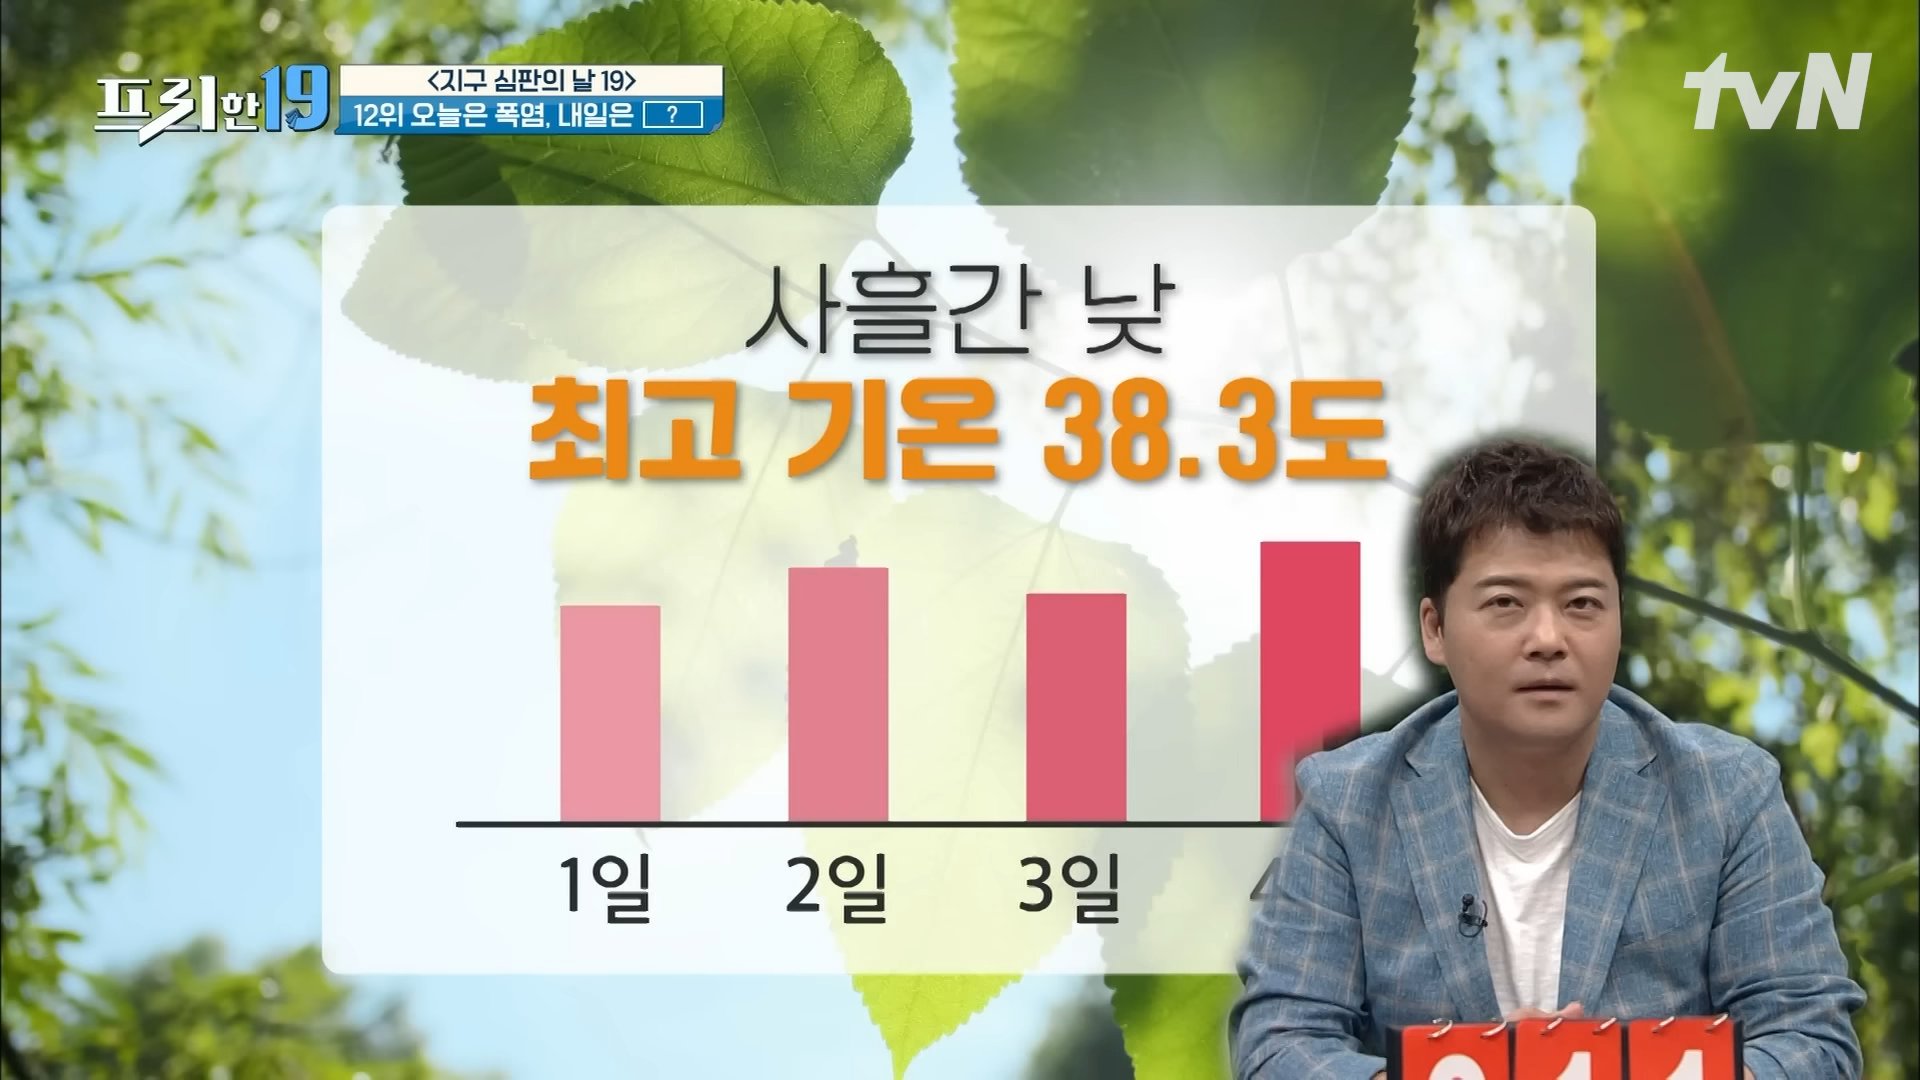 프리한19
<지구 심판의 날 19>
12위 오늘은 폭염, 내일은 ?
tvN
사흘간 낮
최고 기온 38.3도
1일 2일 3일